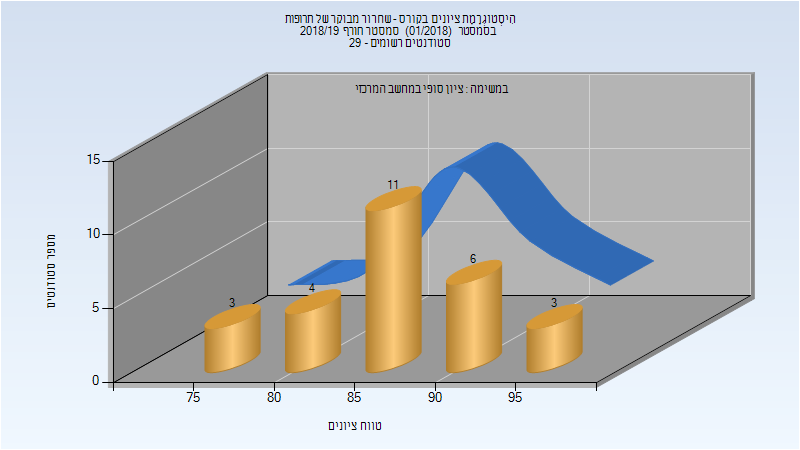 היסטוגרמת ציונים בקורס - שחרור מבוקר של תרופות
בסמסטר (01/2018) סמסטר חורף 2018/19
סטודנטים רשומים - 29
במשימה : ציון סופי במחשב המרכזי
15
10
5
0
מספר סטודנטים
3
4
11
6
3
75
80
85
90
95
טווח ציונים